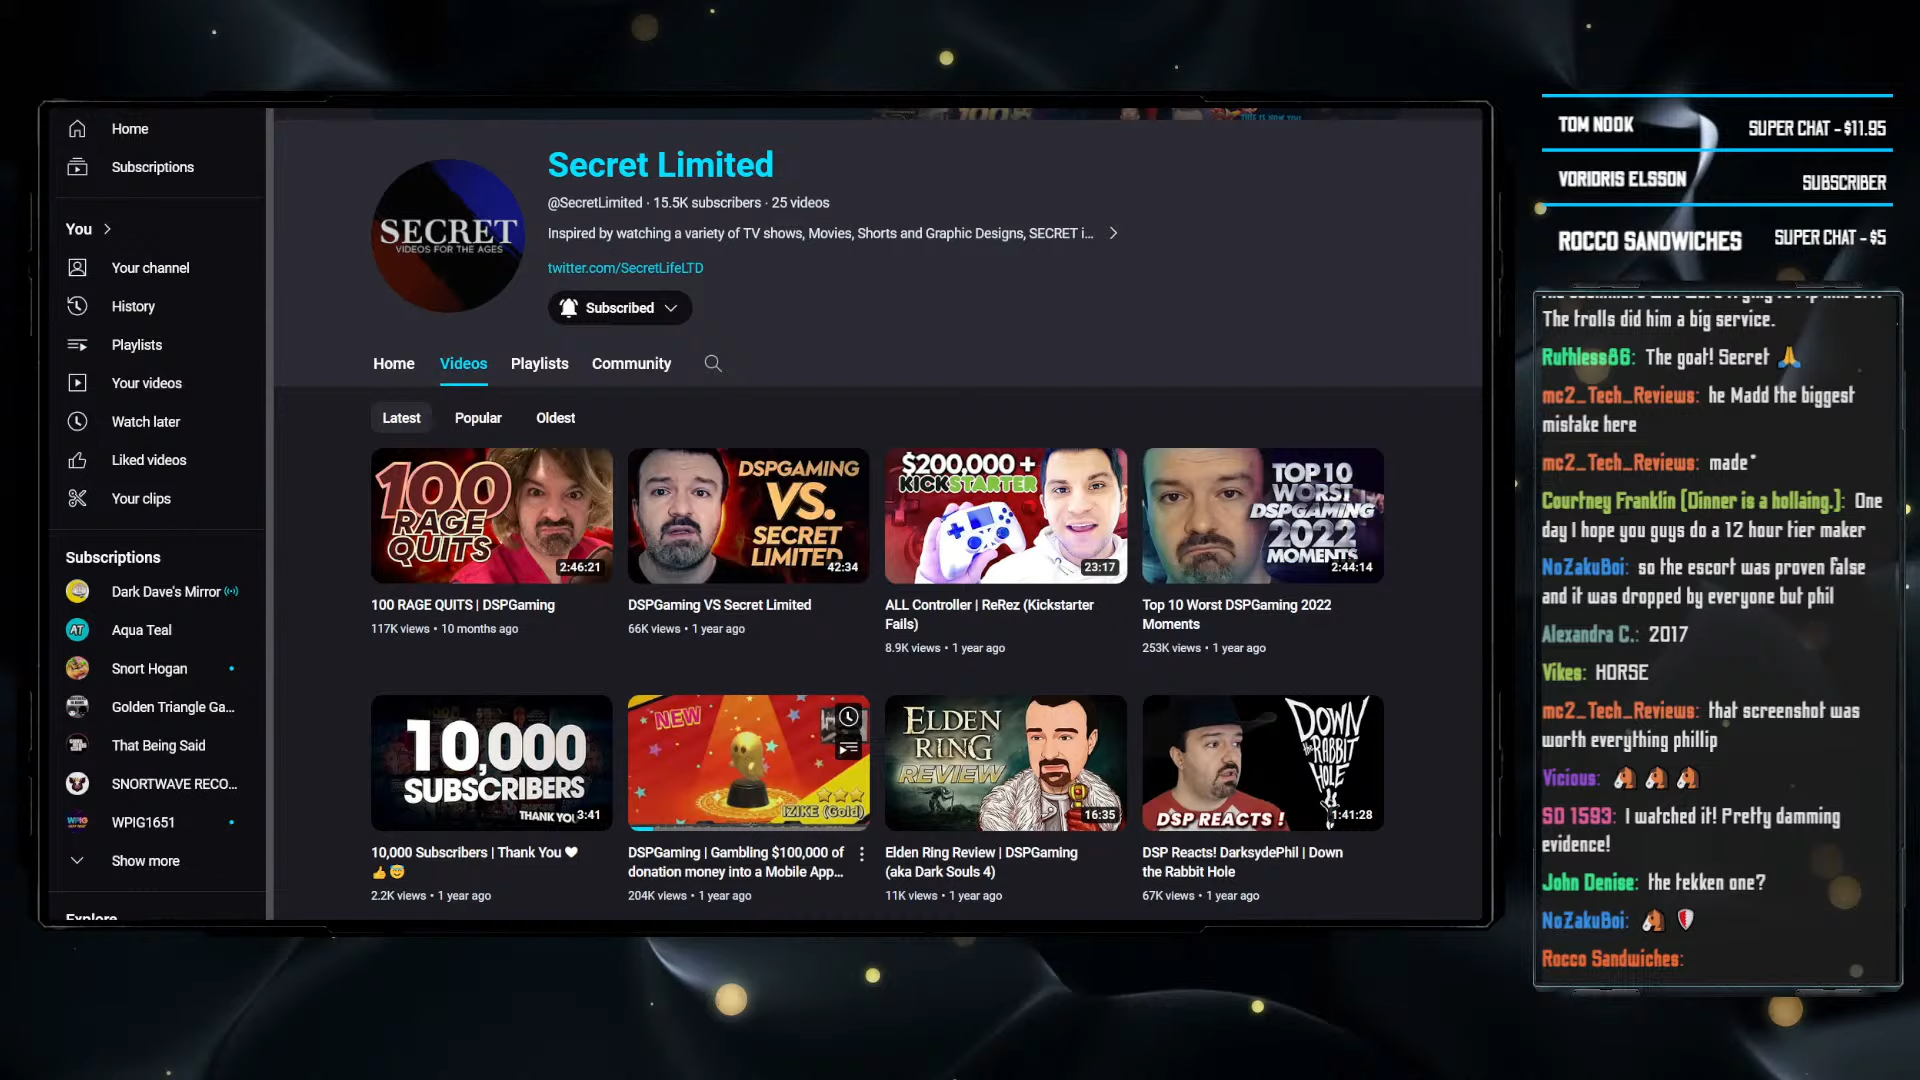 Home
Subscriptions
You
Your channel
History
Playlists
Your videos
Watch later
Liked videos
Your clips
Subscriptions
Dark Dave's Mirror
AT
Aqua Teal
Snort Hogan
Golden Triangle Ga...
That Being Said
SNORTWAVE RECO...
WPIG1651
Show more
Explore
SECRET
VIDEOS FOR THE AGES
Secret Limited
@SecretLimited · 15.5K subscribers · 25 videos
Inspired by watching a variety of TV shows, Movies, Shorts and Graphic Designs, SECRET i...
twitter.com/SecretLifeLTD
Subscribed
Home Videos Playlists Community
Latest Popular Oldest
100
RAGE
QUITS
2:46:21
100 RAGE QUITS | DSPGaming
117K views • 10 months ago
DSPGAMING
VS.
SECRET
LIMITED
42:34
DSPGaming VS Secret Limited
66K views • 1 year ago
$200,000 +
KICKSTARTER
23:17
ALL Controller | ReRez (Kickstarter
Fails)
8.9K views • 1 year ago
TOP 10
WORST
DSPGAMING
2022
MOMENTS
2:44:14
Top 10 Worst DSPGaming 2022
Moments
253K views • 1 year ago
10,000
SUBSCRIBERS
THANK YOU
3:41
10,000 Subscribers | Thank You ❤
👍😇
2.2K views • 1 year ago
NEW
IZIKE (Gold)
DSPGaming | Gambling $100,000 of
donation money into a Mobile App...
204K views • 1 year ago
ELDEN
RING
REVIEW
16:35
Elden Ring Review | DSPGaming
(aka Dark Souls 4)
11K views • 1 year ago
DOWN
THE RABBIT
HOLE
DSP REACTS!
1:41:28
DSP Reacts! DarksydePhil | Down
the Rabbit Hole
67K views • 1 year ago
TOM NOOK SUPER CHAT - $11.95
VORIDRIS ELSSON SUBSCRIBER
ROCCO SANDWICHES SUPER CHAT - $5
The trolls did him a big service.
Ruthless86: The goat! Secret 🙏
mc2_Tech_Reviews: he Madd the biggest
mistake here
mc2_Tech_Reviews: made*
Courtney Franklin (Dinner is a hollaing.): One
day I hope you guys do a 12 hour tier maker
NoZakuBoi: so the escort was proven false
and it was dropped by everyone but phil
Alexandra C.: 2017
Vikes: HORSE
mc2_Tech_Reviews: that screenshot was
worth everything phillip
Vicious: 🐴 🐴 🐴
SD 1593: I watched it! Pretty damming
evidence!
John Denise: the tekken one?
NoZakuBoi: 🐴 🛡
Rocco Sandwiches: